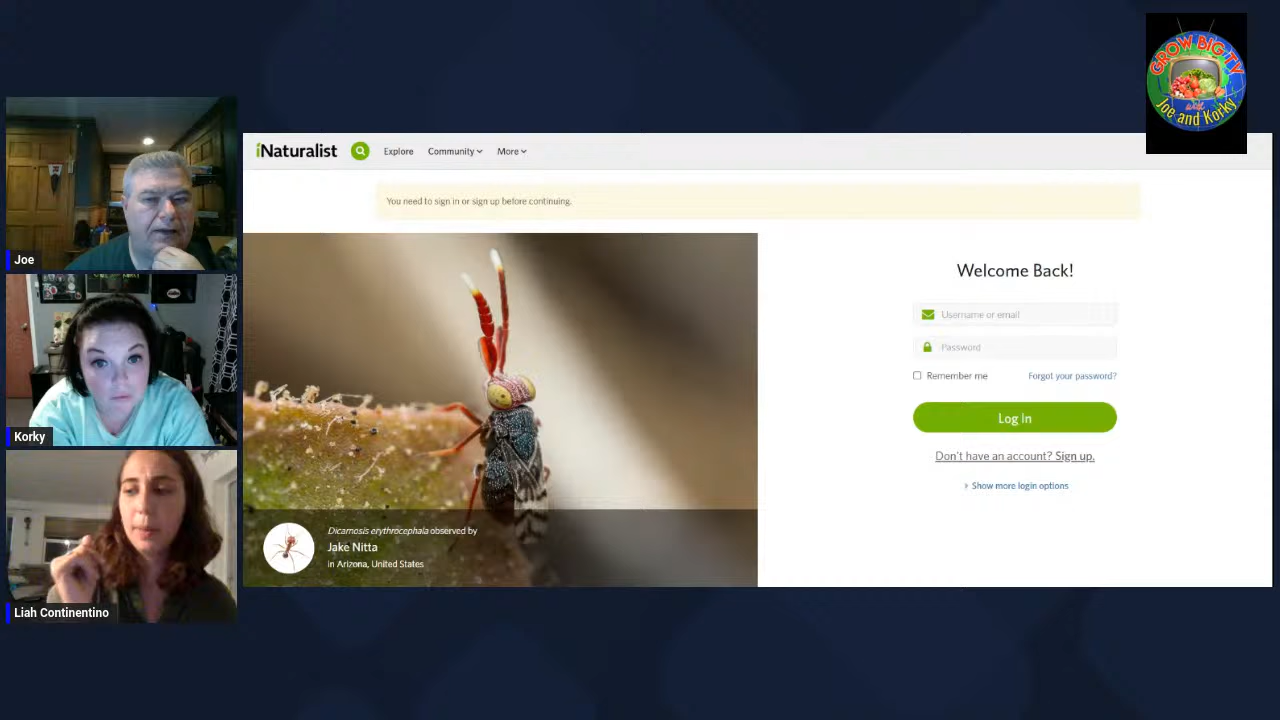 GROW BIG TV
with
Joe and Korky
iNaturalist
Explore
Community
More
You need to sign in or sign up before continuing.
Joe
Korky
Liah Continentino
Dicarnosis erythrocephala observed by
Jake Nitta
in Arizona, United States
Welcome Back!
Username or email
Password
Remember me
Forgot your password?
Log In
Don't have an account? Sign up.
Show more login options